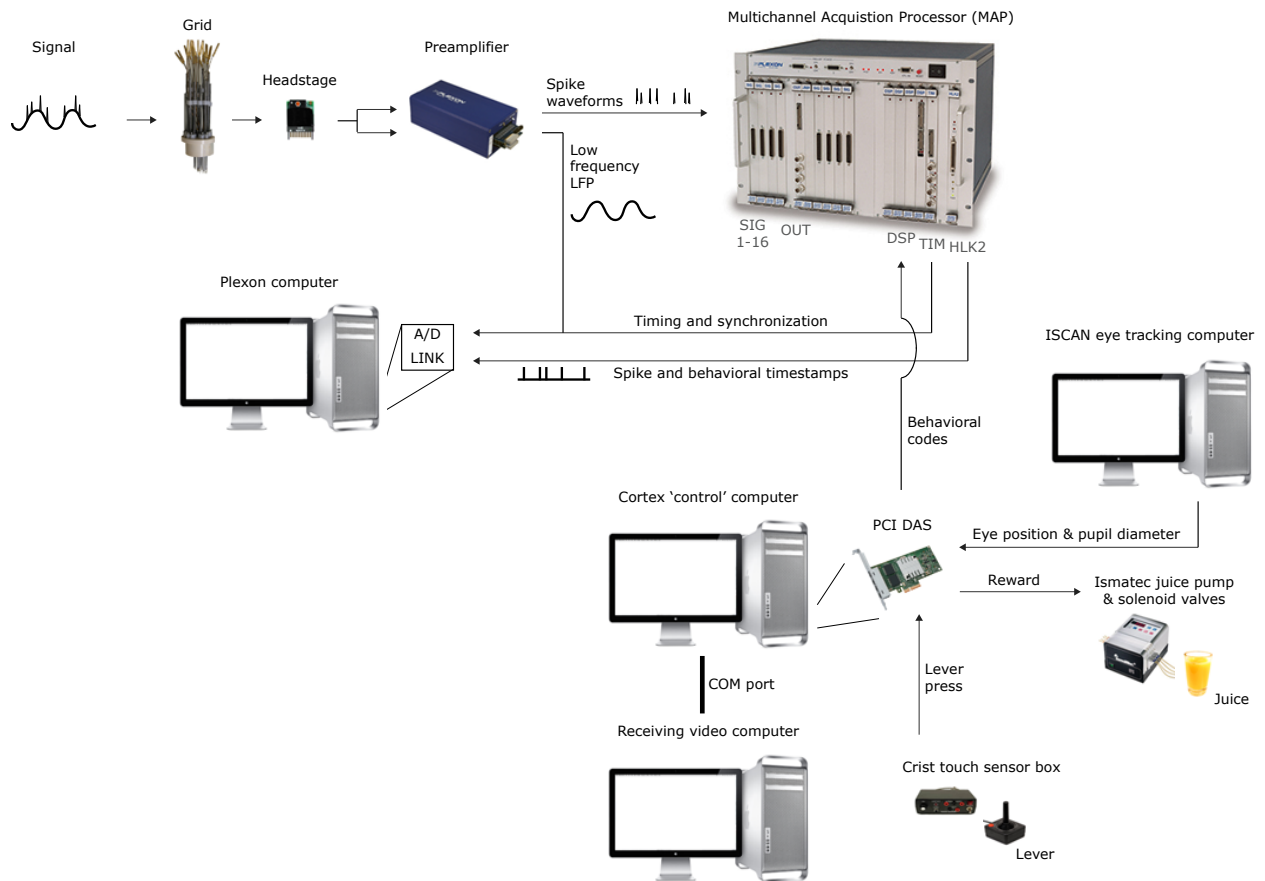 Multichannel Acquistion Processor (MAP)
Grid
Signal
Preamplifier
Headstage
PLEXON
PLEXON
Spike
waveforms
Low
frequency
LFP
SIG
1-16
OUT
DSP
TIM
HLK2
Plexon computer
A/D
LINK
Timing and synchronization
Spike and behavioral timestamps
ISCAN eye tracking computer
Behavioral
codes
Cortex ‘control’ computer
PCI DAS
Eye position & pupil diameter
Reward
Ismatec juice pump
& solenoid valves
Juice
Lever
press
COM port
Receiving video computer
Crist touch sensor box
Lever